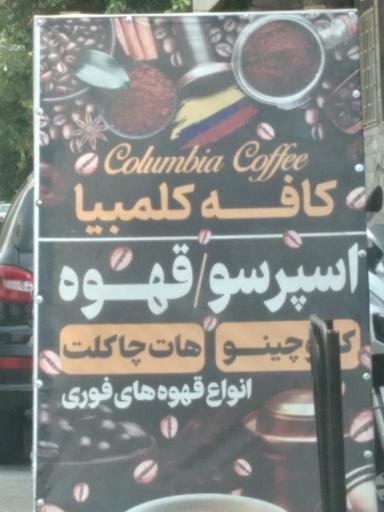 Columbia Coffee
کافه کلمبیا
اسپرسو/قهوه
هات چاکلت
انواع قهوه های فوری